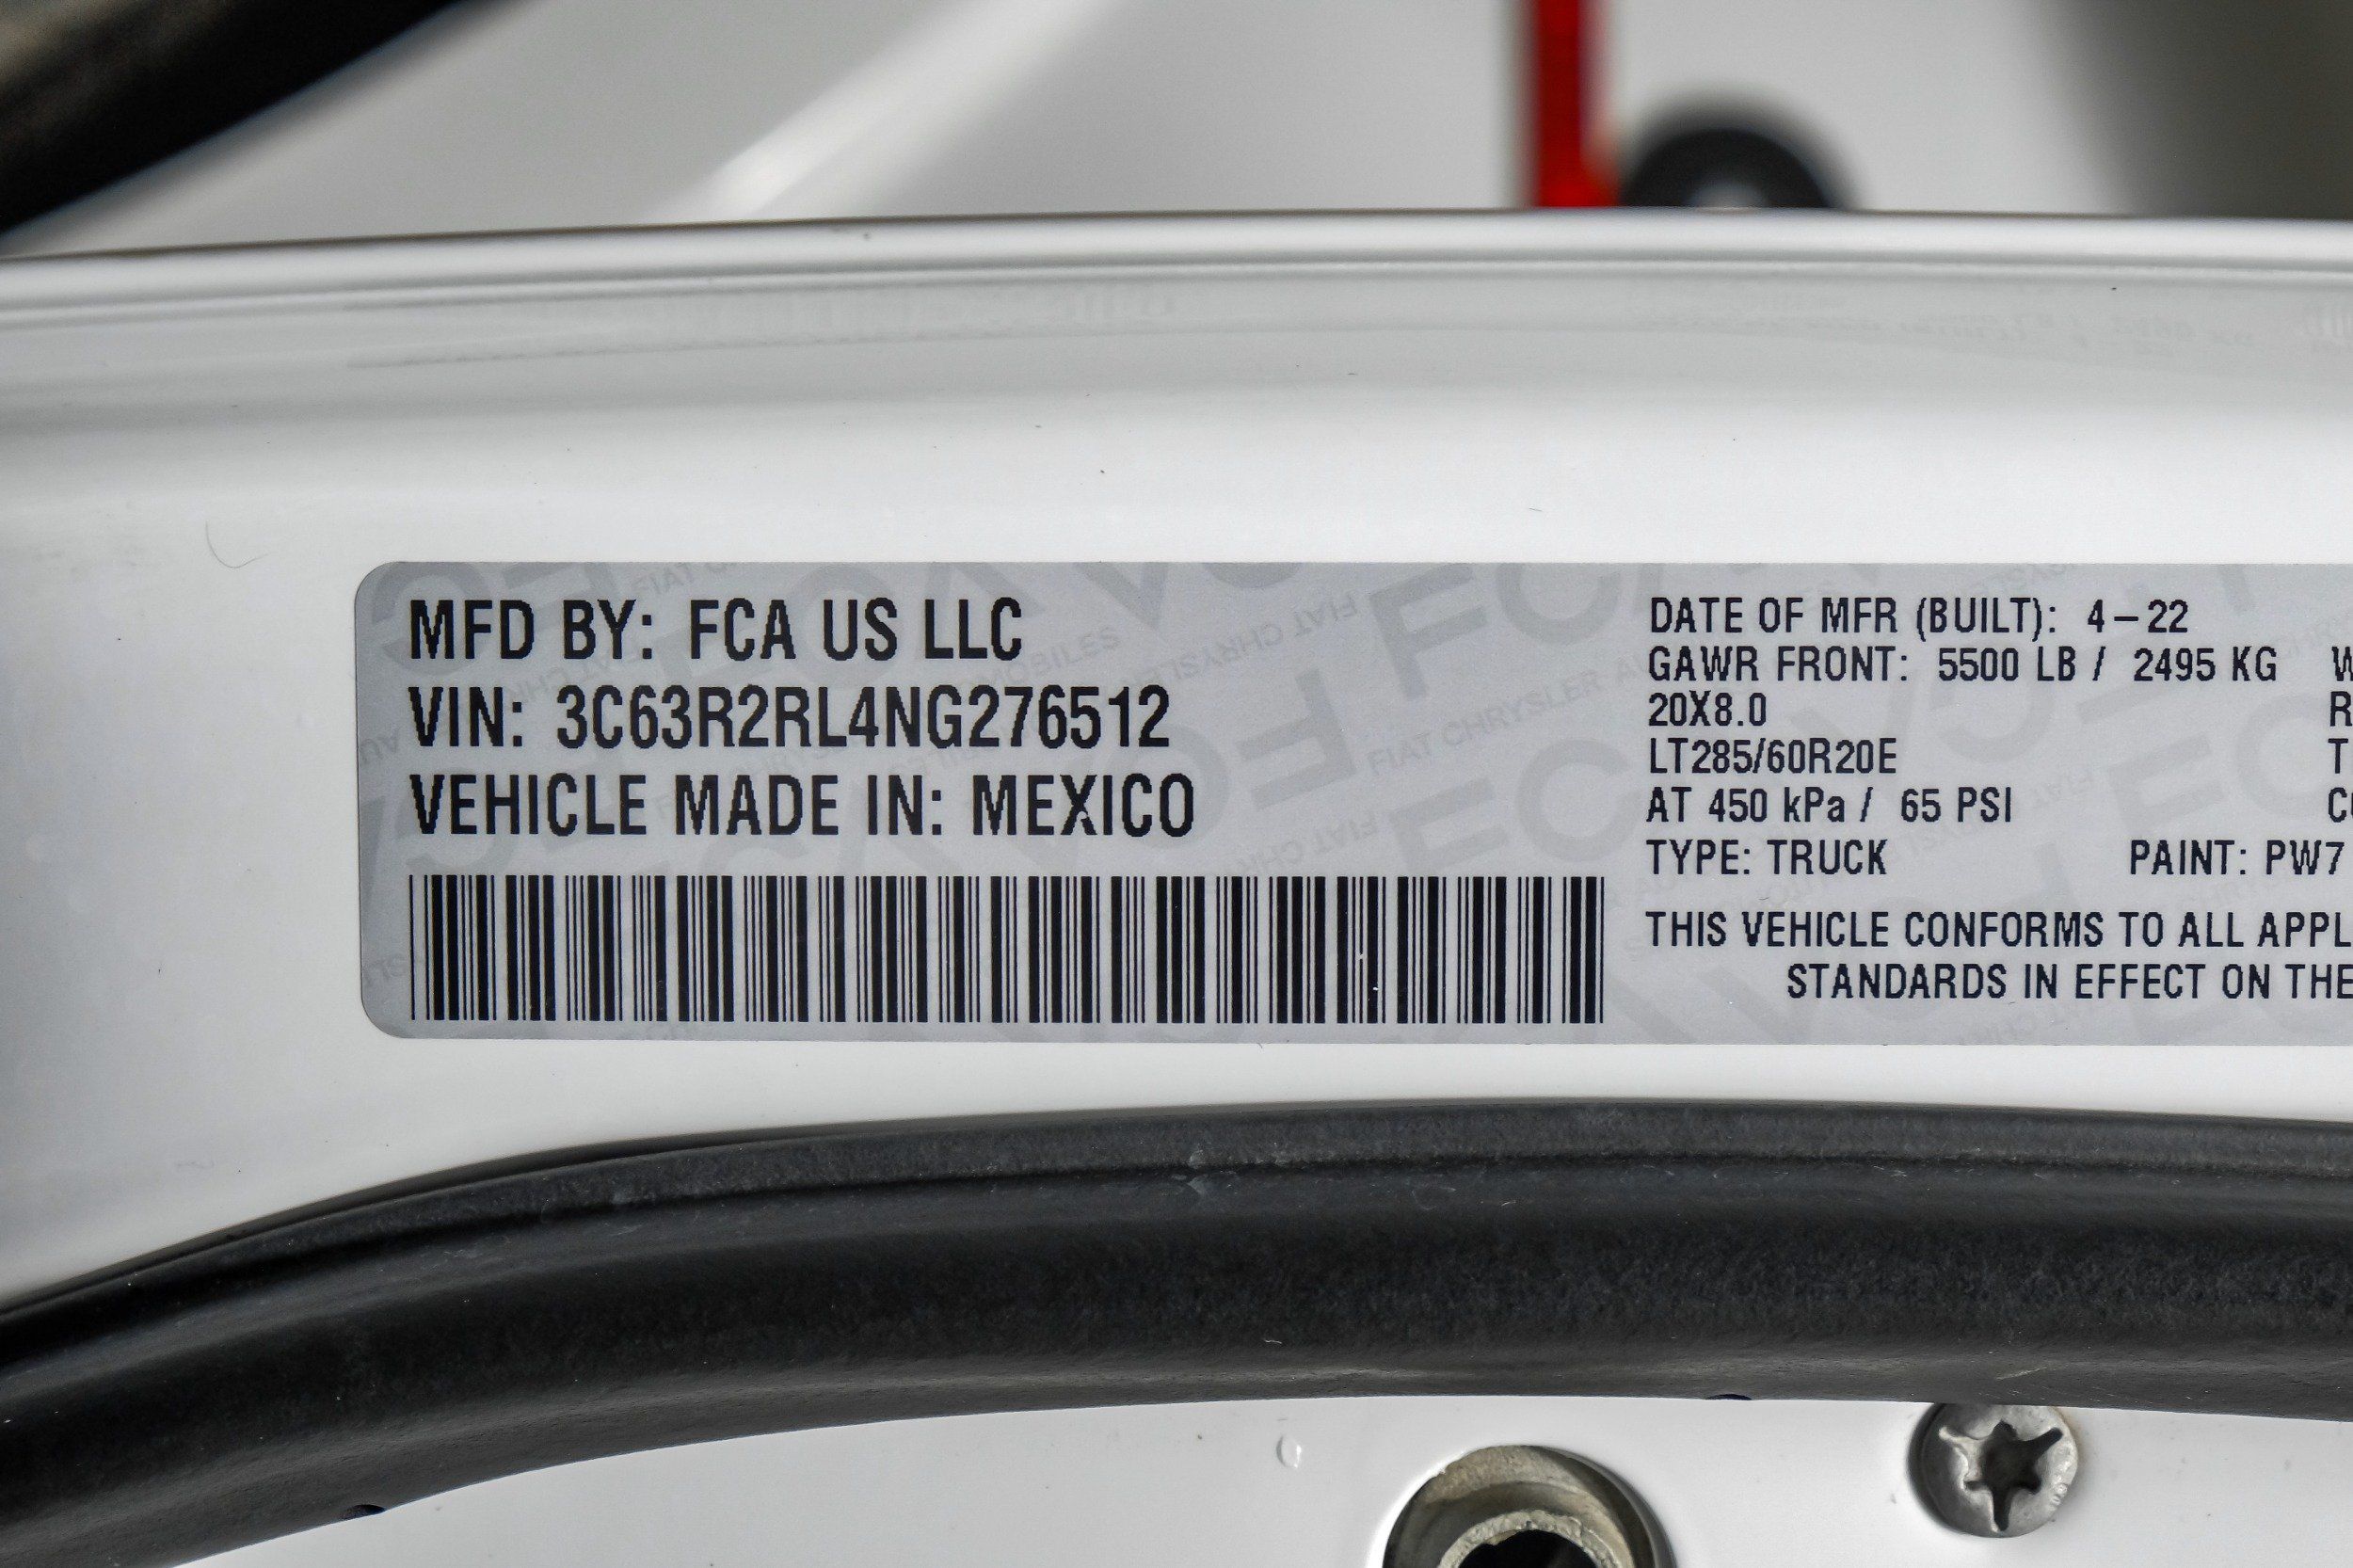 MFD BY: FCA US LLC
VIN: 3C63R2RL4NG276512
VEHICLE MADE IN: MEXICO
DATE OF MFR (BUILT): 4-22
GAWR FRONT: 5500 LB / 2495 KG
20X8.0
LT285/60R20E
AT 450 kPa / 65 PSI
TYPE: TRUCK PAINT: PW7
THIS VEHICLE CONFORMS TO ALL APPL
STANDARDS IN EFFECT ON THE